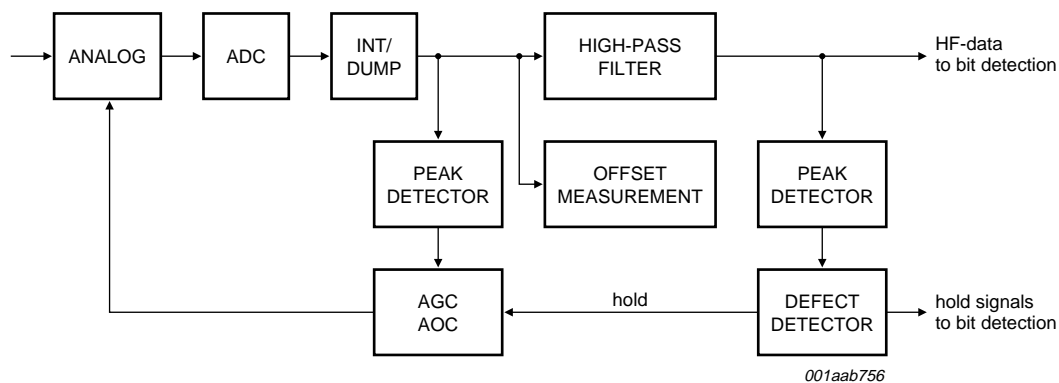 ANALOG
ADC
INT/
DUMP
HIGH-PASS
FILTER
HF-data
to bit detection
PEAK
DETECTOR
OFFSET
MEASUREMENT
PEAK
DETECTOR
AGC
AOC
hold
DEFECT
DETECTOR
hold signals
to bit detection
001aab756